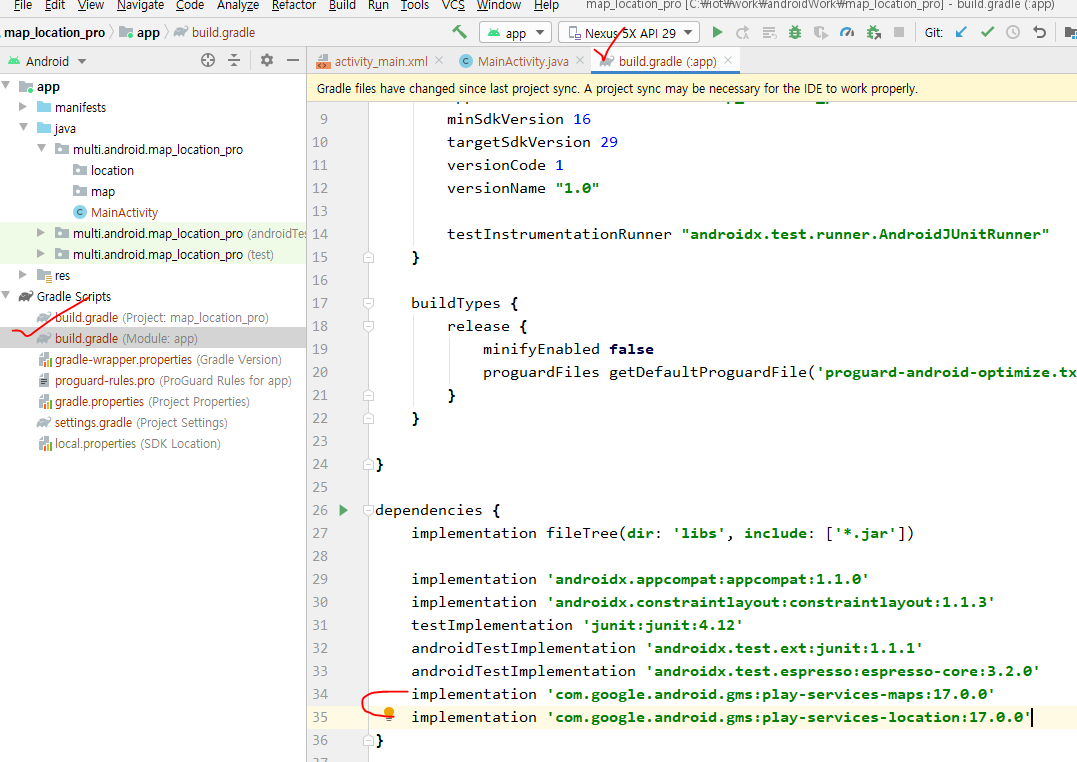 File Edit View Navigate Code Analyze Refactor Build Run Tools VCS Window Help map_location_pro [C:₩iot₩work₩androidWork₩map_location_pro] - build.gradle (:app)
map_location_pro app build.gradle app Nexus 5X API 29 Git:
Android activity_main.xml MainActivity.java build.gradle (:app)
Gradle files have changed since last project sync. A project sync may be necessary for the IDE to work properly.
app
manifests
java
multi.android.map_location_pro
location
map
MainActivity
multi.android.map_location_pro (androidTes
multi.android.map_location_pro (test)
res
Gradle Scripts
build.gradle (Project: map_location_pro)
build.gradle (Module: app)
gradle-wrapper.properties (Gradle Version)
proguard-rules.pro (ProGuard Rules for app)
gradle.properties (Project Properties)
settings.gradle (Project Settings)
local.properties (SDK Location)
9 minSdkVersion 16
10 targetSdkVersion 29
11 versionCode 1
12 versionName "1.0"
13
14 testInstrumentationRunner "androidx.test.runner.AndroidJUnitRunner"
15 }
16
17 buildTypes {
18 release {
19 minifyEnabled false
20 proguardFiles getDefaultProguardFile('proguard-android-optimize.tx
21 }
22 }
23
24 }
25
26 dependencies {
27 implementation fileTree(dir: 'libs', include: ['*.jar'])
28
29 implementation 'androidx.appcompat:appcompat:1.1.0'
30 implementation 'androidx.constraintlayout:constraintlayout:1.1.3'
31 testImplementation 'junit:junit:4.12'
32 androidTestImplementation 'androidx.test.ext:junit:1.1.1'
33 androidTestImplementation 'androidx.test.espresso:espresso-core:3.2.0'
34 implementation 'com.google.android.gms:play-services-maps:17.0.0'
35 implementation 'com.google.android.gms:play-services-location:17.0.0'
36 }
37